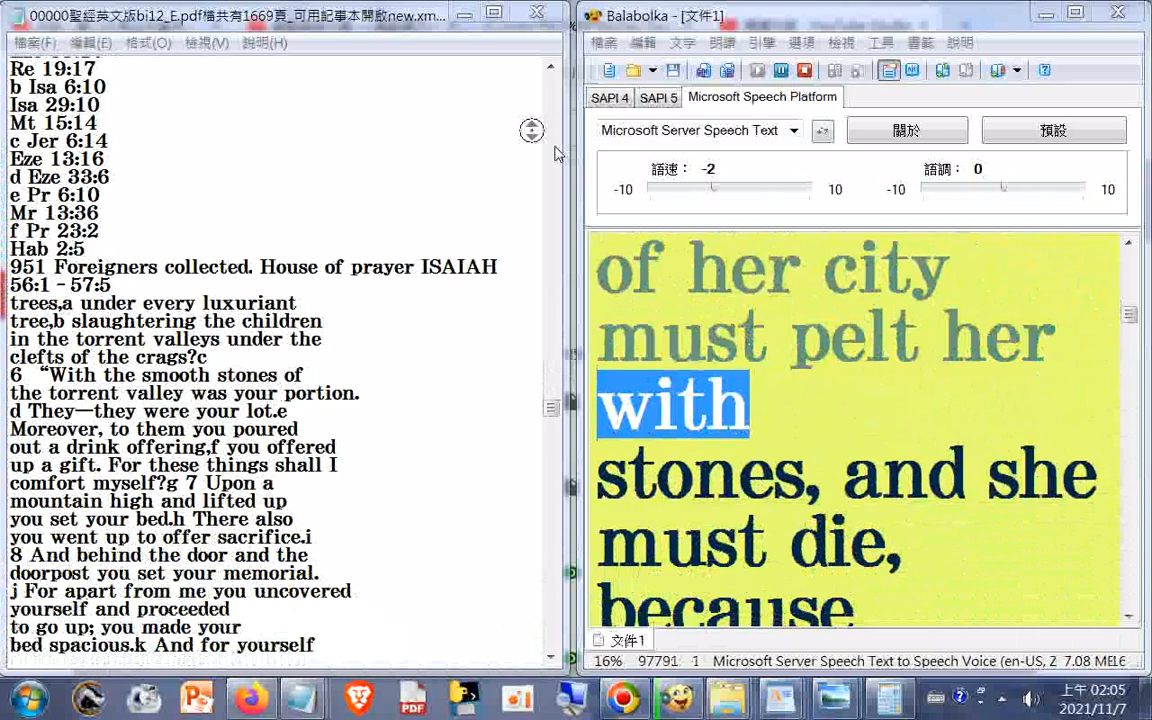 00000聖經英文版bi12_E.pdf檔共有1669頁_可用記事本開啟new.xm...
檔案(F) 編輯(E) 格式(O) 檢視(V) 說明(H)
Re 19:17
b Isa 6:10
Isa 29:10
Mt 15:14
c Jer 6:14
Eze 13:16
d Eze 33:6
e Pr 6:10
Mr 13:36
f Pr 23:2
Hab 2:5
951 Foreigners collected. House of prayer ISAIAH
56:1 - 57:5
trees,a under every luxuriant
tree,b slaughtering the children
in the torrent valleys under the
clefts of the crags?c
6 “With the smooth stones of
the torrent valley was your portion.
d They—they were your lot.e
Moreover, to them you poured
out a drink offering,f you offered
up a gift. For these things shall I
comfort myself?g 7 Upon a
mountain high and lifted up
you set your bed.h There also
you went up to offer sacrifice.i
8 And behind the door and the
doorpost you set your memorial.
j For apart from me you uncovered
yourself and proceeded
to go up; you made your
bed spacious.k And for yourself
Balabolka - [文件1]
檔案 編輯 文字 朗讀 引擎 選項 檢視 工具 書籤 說明
SAPI 4 SAPI 5 Microsoft Speech Platform
Microsoft Server Speech Text 關於 預設
語速： -2 語調： 0
-10 10 -10 10
of her city
must pelt her
with
stones, and she
must die,
because
文件1
16% 97791 1 Microsoft Server Speech Text to Speech Voice (en-US, Z 7.08 ME
上午 02:05
2021/11/7